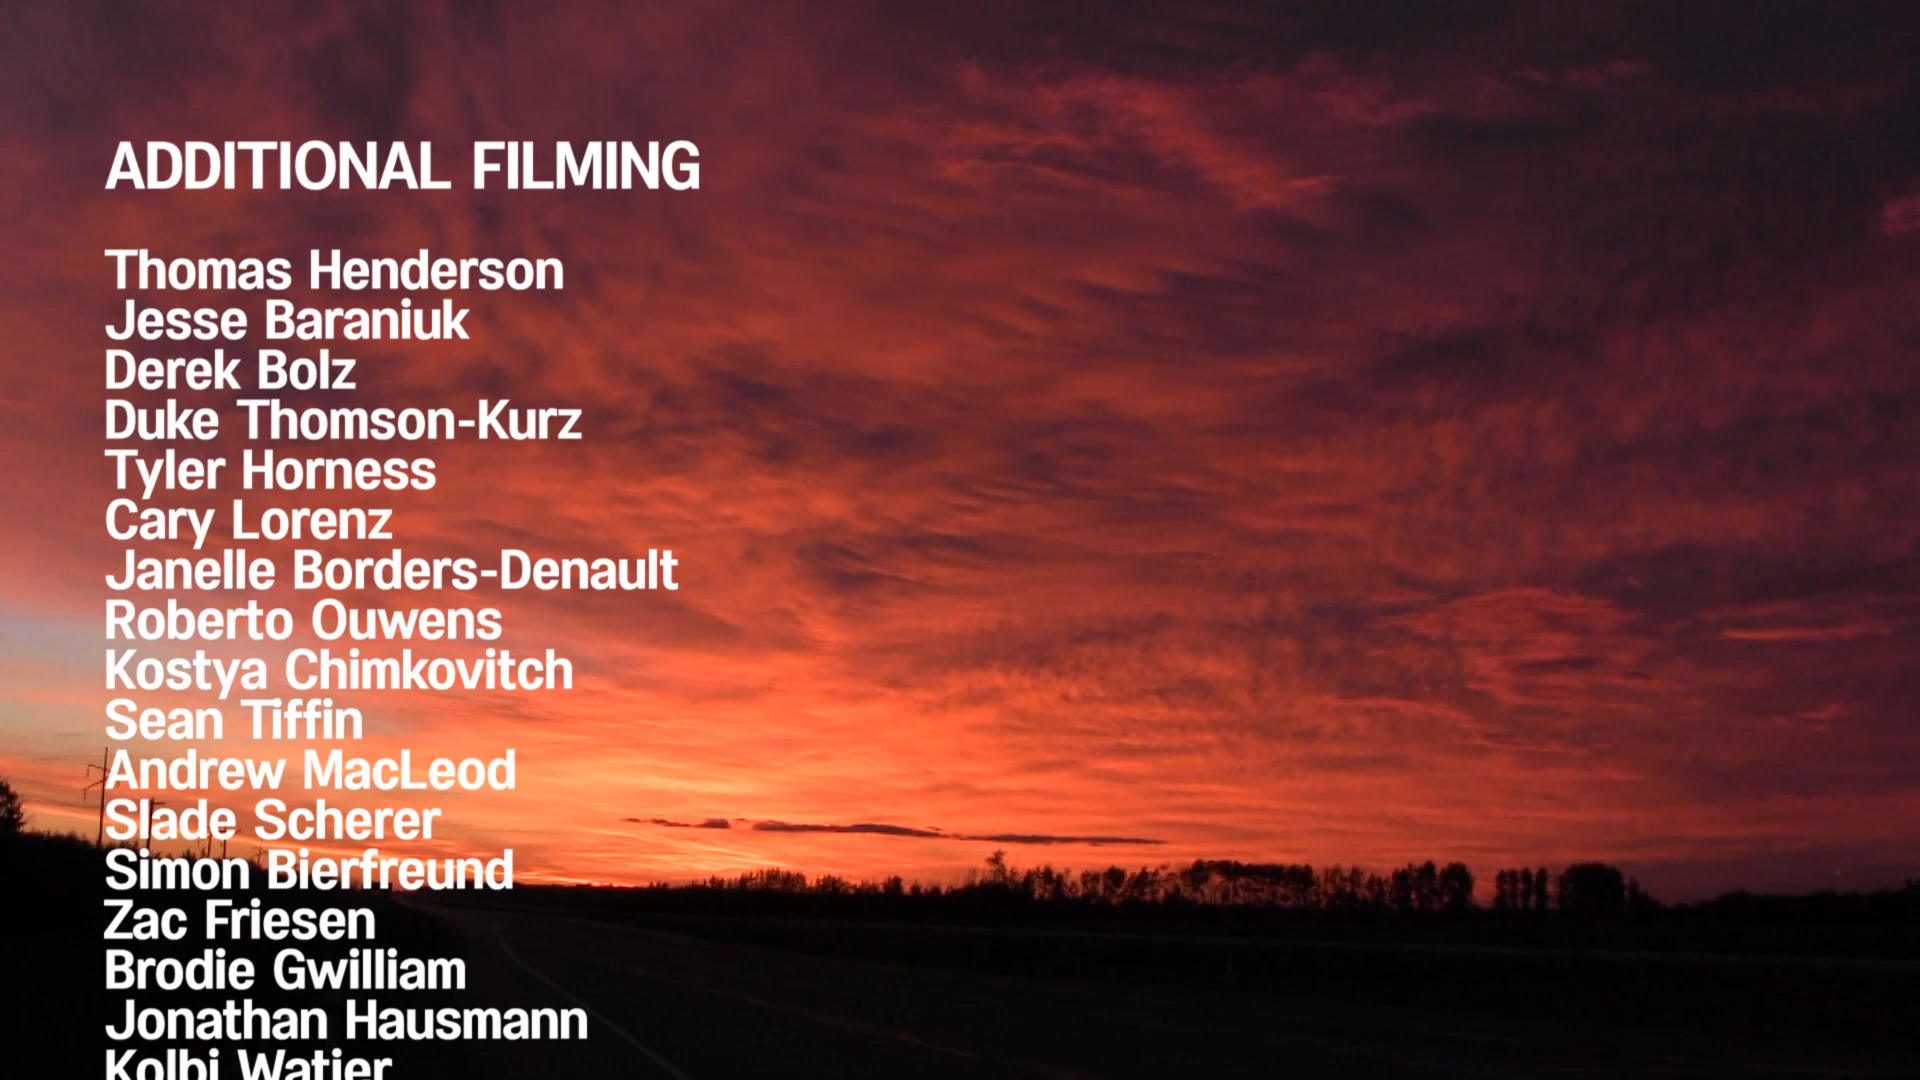 ADDITIONAL FILMING
Thomas Henderson
Jesse Baraniuk
Derek Bolz
Duke Thomson-Kurz
Tyler Horness
Cary Lorenz
Janelle Borders-Denault
Roberto Ouwens
Kostya Chimkovitch
Sean Tiffin
Andrew MacLeod
Slade Scherer
Simon Bierfreund
Zac Friesen
Brodie Gwilliam
Jonathan Hausmann
Kolbi Watier